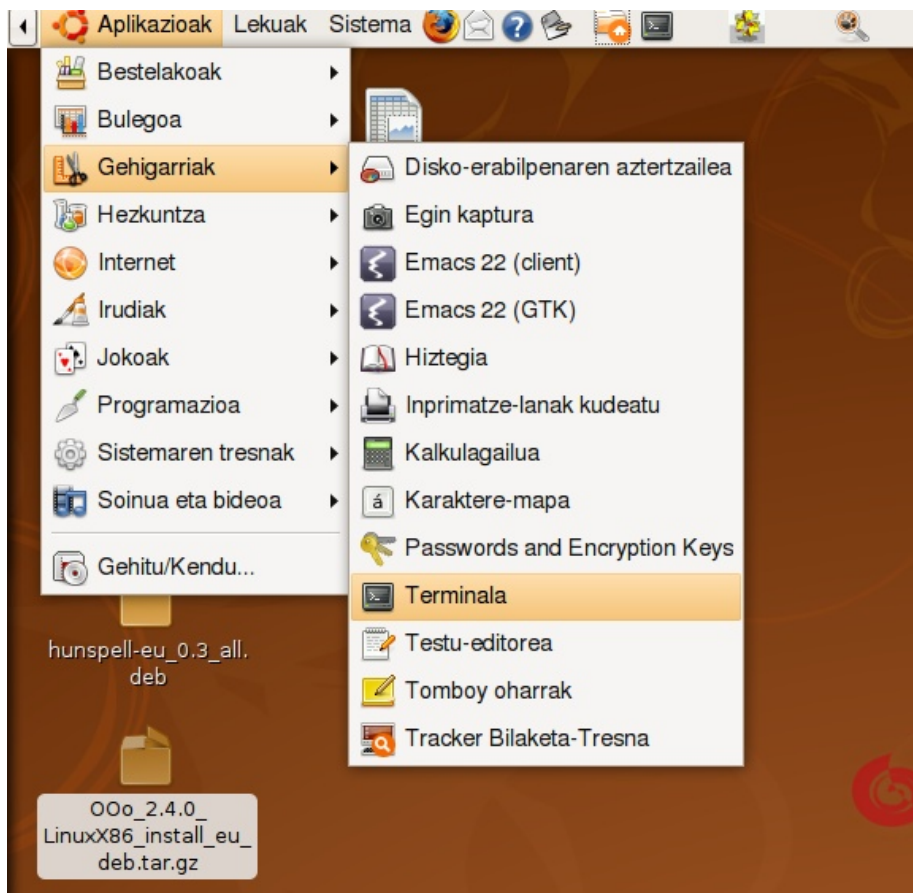 Aplikazioak Lekuak Sistema
Bestelakoak
Bulegoa
Gehigarriak
Hezkuntza
Internet
Irudiak
Jokoak
Programazioa
Sistemaren tresnak
Soinua eta bideoa
Gehitu/Kendu...
Disko-erabilpenaren aztertzailea
Egin kaptura
Emacs 22 (client)
Emacs 22 (GTK)
Hiztegia
Inprimatze-lanak kudeatu
Kalkulagailua
á Karaktere-mapa
Passwords and Encryption Keys
Terminala
Testu-editorea
Tomboy oharrak
Tracker Bilaketa-Tresna
hunspell-eu_0.3_all.
deb
OOo_2.4.0_
LinuxX86_install_eu_
deb.tar.gz